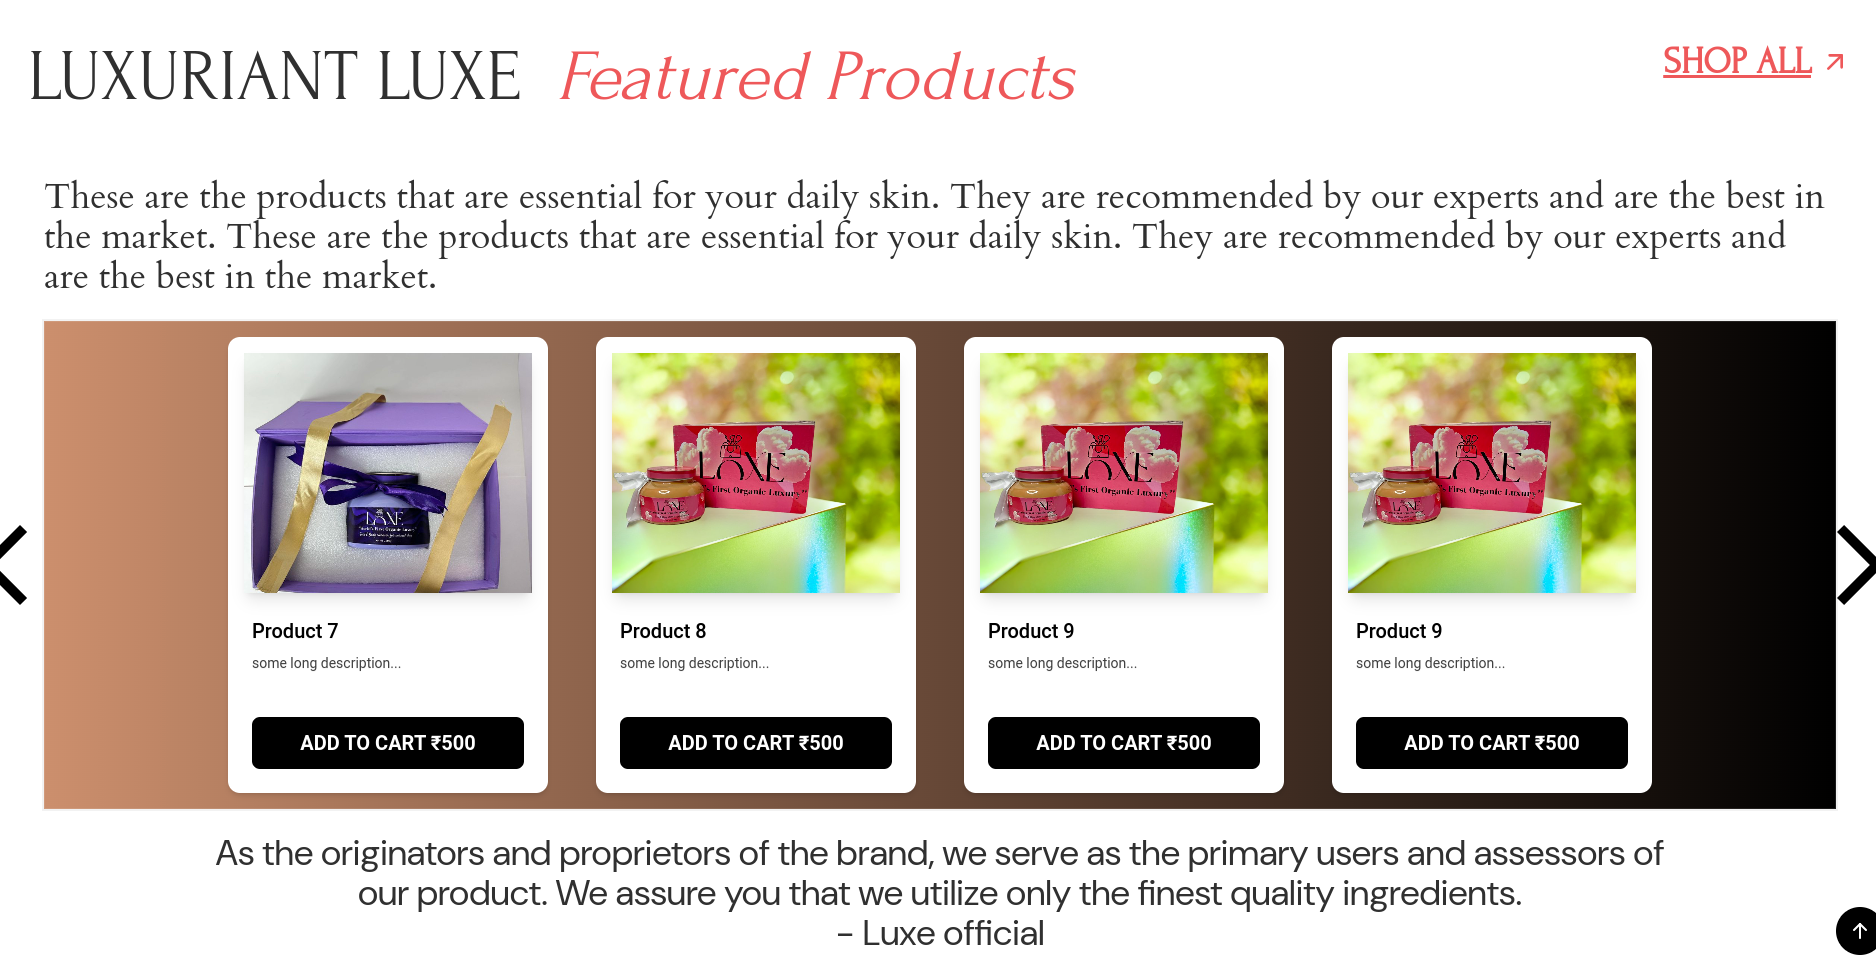 LUXURIANT LUXE Featured Products
SHOP ALL
These are the products that are essential for your daily skin. They are recommended by our experts and are the best in
the market. These are the products that are essential for your daily skin. They are recommended by our experts and
are the best in the market.
LOXE
LOXE
First Organic Luxury"
LOXE
First Organic Luxury"
LOXE
First Organic Luxury"
Product 7
some long description...
ADD TO CART ₹500
Product 8
some long description...
ADD TO CART ₹500
Product 9
some long description...
ADD TO CART ₹500
Product 9
some long description...
ADD TO CART ₹500
As the originators and proprietors of the brand, we serve as the primary users and assessors of
our product. We assure you that we utilize only the finest quality ingredients.
- Luxe official